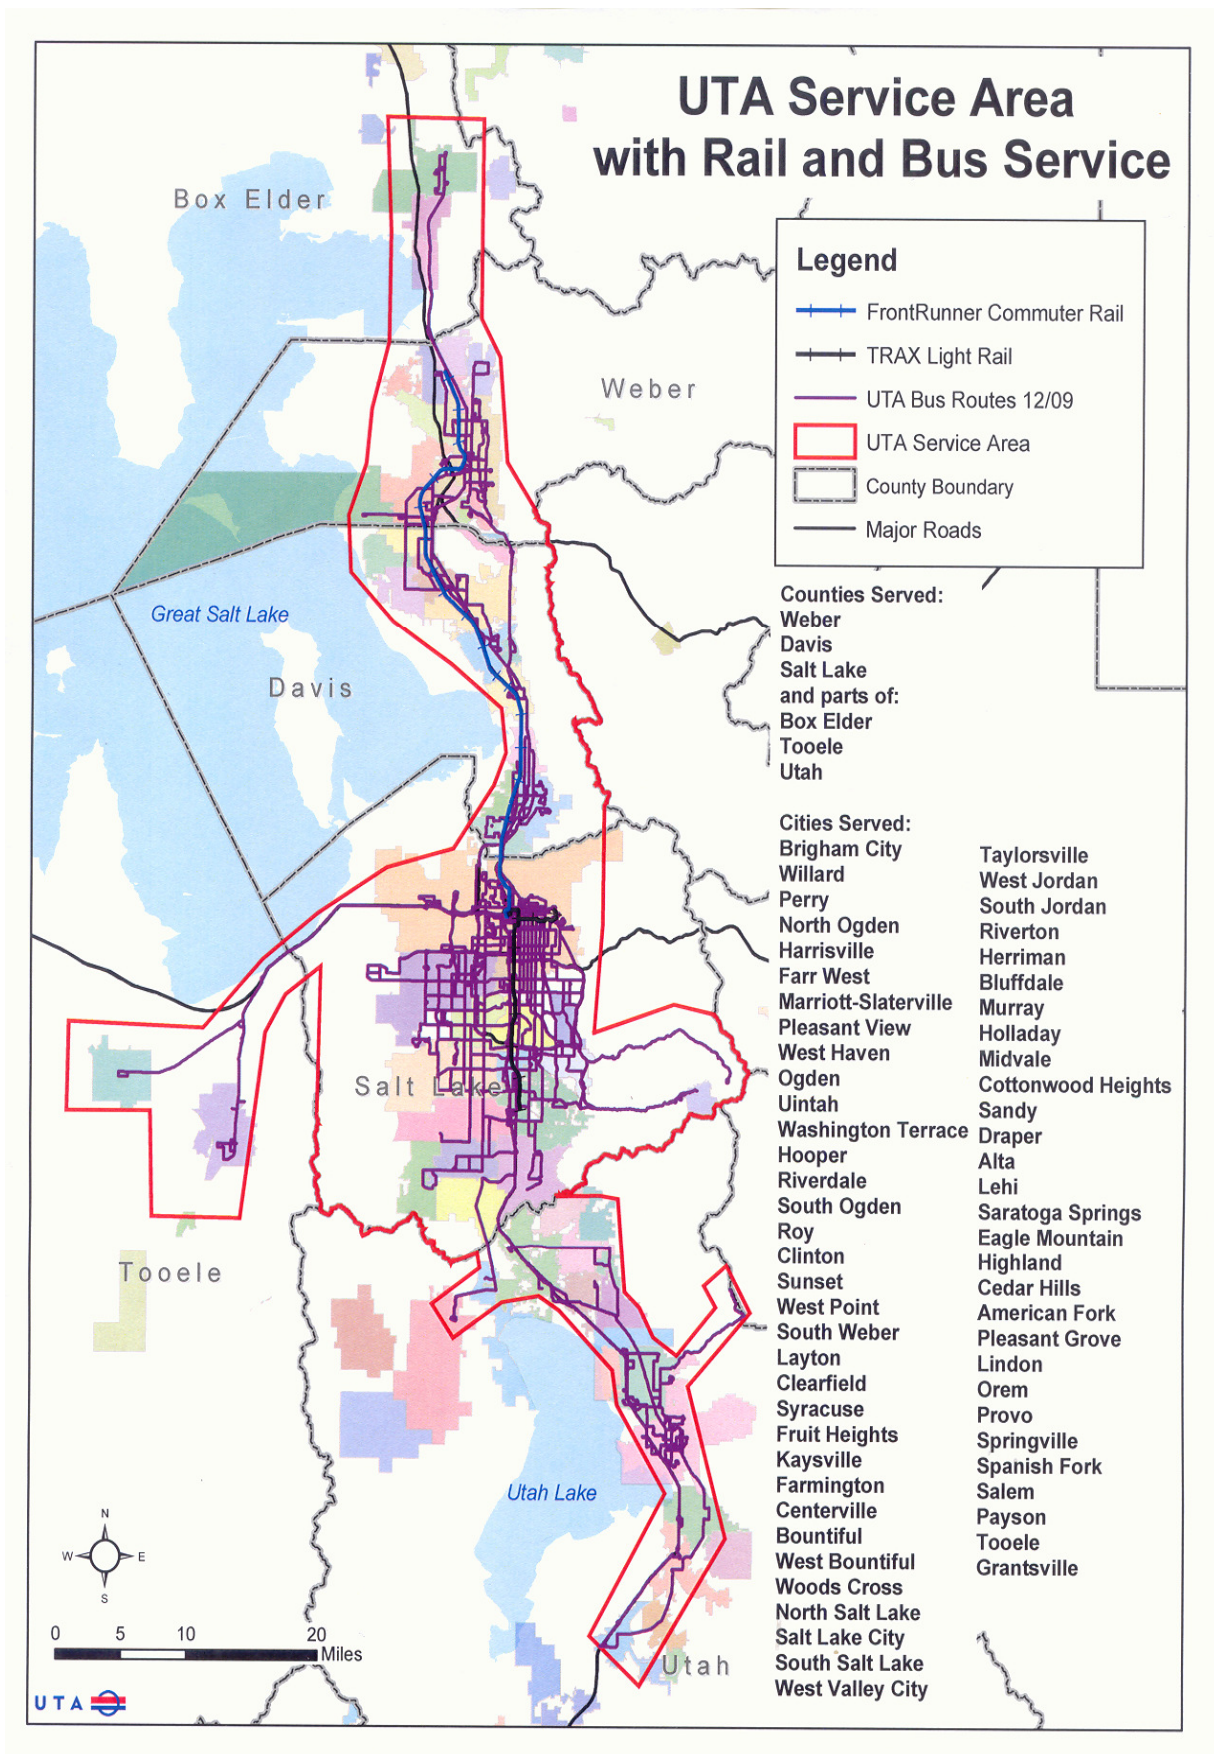 UTA Service Area
with Rail and Bus Service
Box Elder
Legend
FrontRunner Commuter Rail
TRAX Light Rail
UTA Bus Routes 12/09
UTA Service Area
County Boundary
Major Roads
Weber
Great Salt Lake
Davis
Salt Lake
Tooele
Utah Lake
Utah
Counties Served:
Weber
Davis
Salt Lake
and parts of:
Box Elder
Tooele
Utah
Cities Served:
Brigham City
Willard
Perry
North Ogden
Harrisville
Farr West
Marriott-Slaterville
Pleasant View
West Haven
Ogden
Uintah
Washington Terrace
Hooper
Riverdale
South Ogden
Roy
Clinton
Sunset
West Point
South Weber
Layton
Clearfield
Syracuse
Fruit Heights
Kaysville
Farmington
Centerville
Bountiful
West Bountiful
Woods Cross
North Salt Lake
Salt Lake City
South Salt Lake
West Valley City
Taylorsville
West Jordan
South Jordan
Riverton
Herriman
Bluffdale
Murray
Holladay
Midvale
Cottonwood Heights
Sandy
Draper
Alta
Lehi
Saratoga Springs
Eagle Mountain
Highland
Cedar Hills
American Fork
Pleasant Grove
Lindon
Orem
Provo
Springville
Spanish Fork
Salem
Payson
Tooele
Grantsville
N
W E
S
0 5 10 20
Miles
UTA